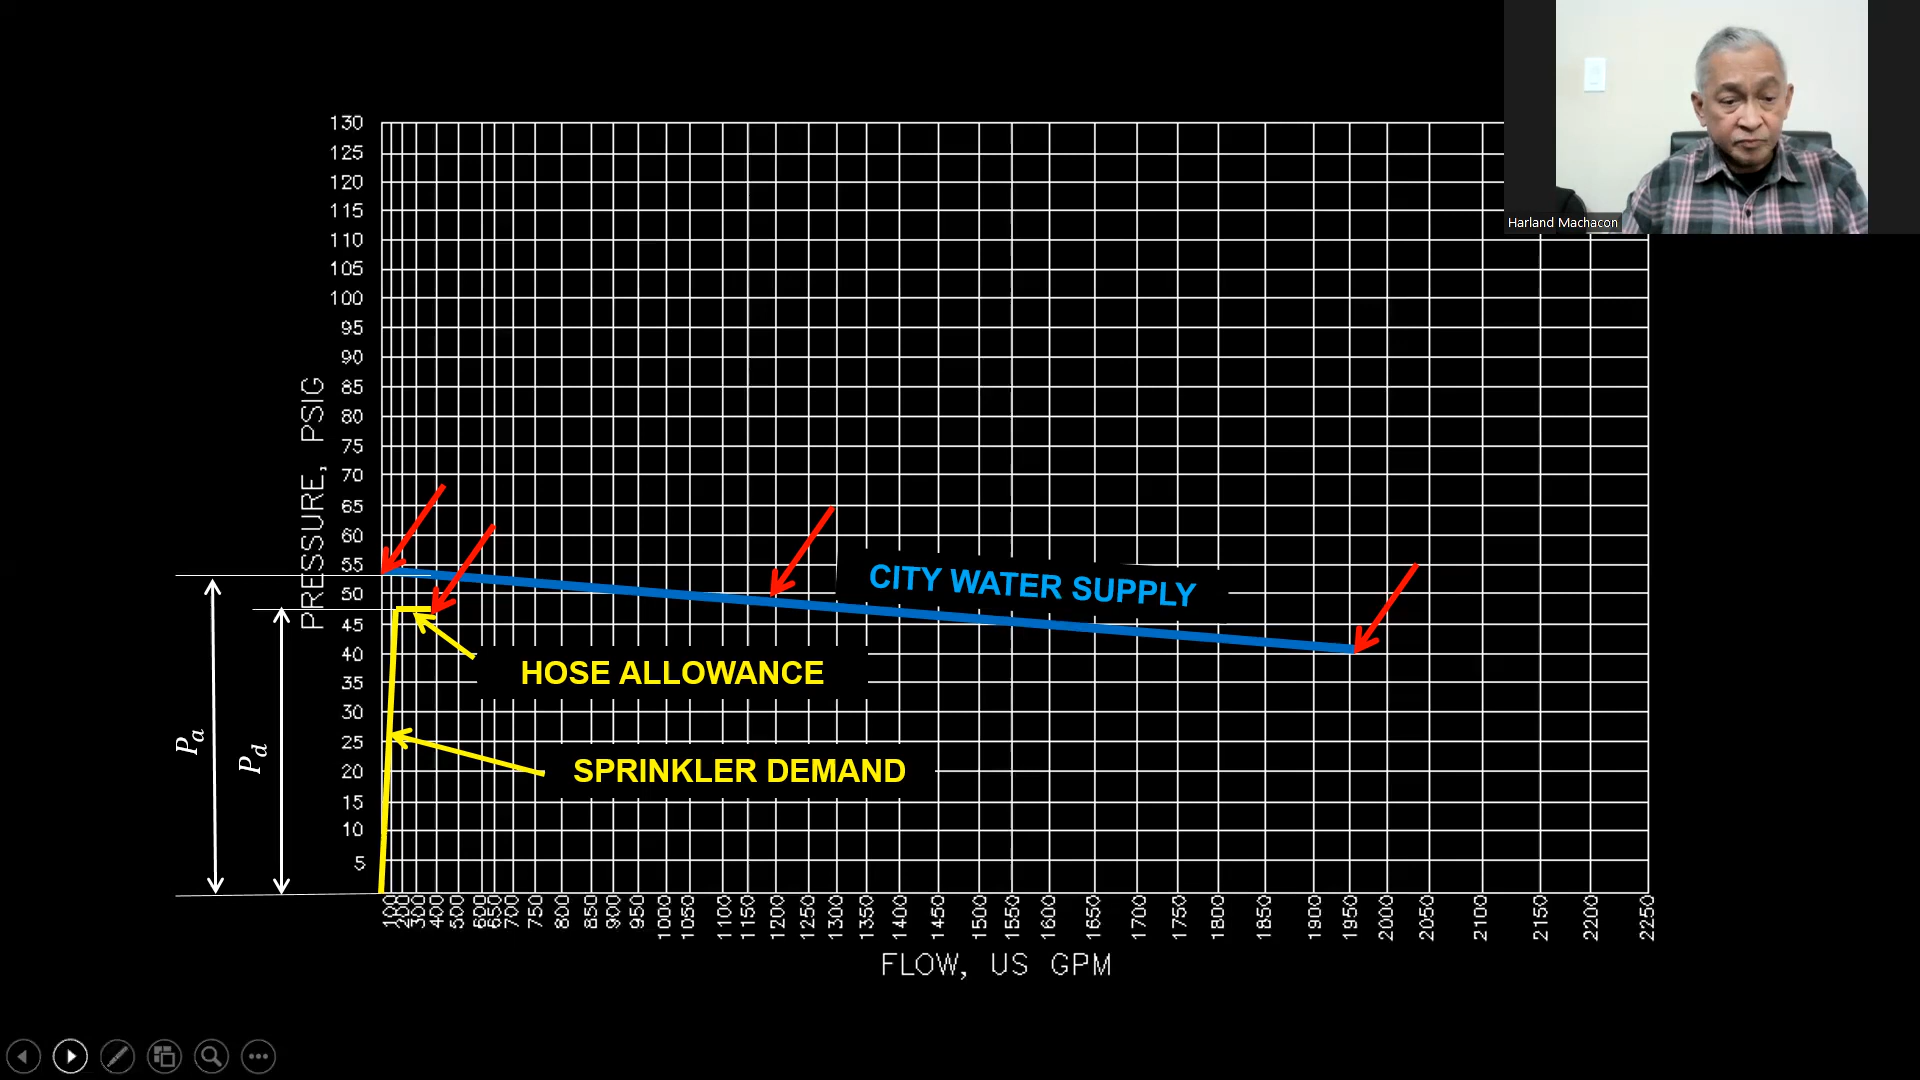 Harland Machacon
130
125
120
115
110
105
100
95
90
85
80
75
70
65
60
55
50
45
40
35
30
25
20
15
10
5
PRESSURE, PSIG
CITY WATER SUPPLY
HOSE ALLOWANCE
SPRINKLER DEMAND
Pa
Pd
100 200 300 400 500 600 650 700 750 800 850 900 950 1000 1050 1100 1150 1200 1250 1300 1350 1400 1450 1500 1550 1600 1650 1700 1750 1800 1850 1900 1950 2000 2050 2100 2150 2200 2250
FLOW, US GPM